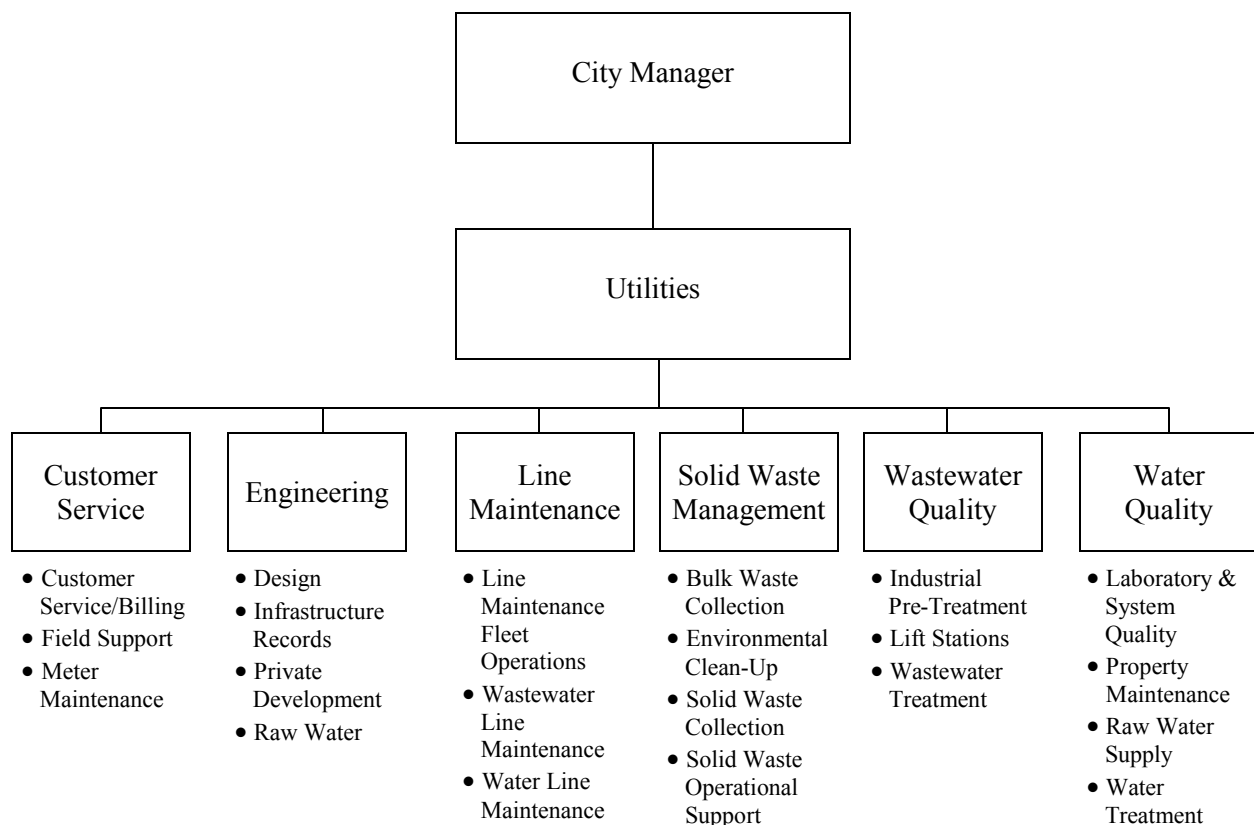 City Manager
Utilities
Customer
Service
Engineering
Line
Maintenance
Solid Waste
Management
Wastewater
Quality
Water
Quality
• Customer
Service/Billing
• Field Support
• Meter
Maintenance
• Design
• Infrastructure
Records
• Private
Development
• Raw Water
• Line
Maintenance
Fleet
Operations
• Wastewater
Line
Maintenance
• Water Line
Maintenance
• Bulk Waste
Collection
• Environmental
Clean-Up
• Solid Waste
Collection
• Solid Waste
Operational
Support
• Industrial
Pre-Treatment
• Lift Stations
• Wastewater
Treatment
• Laboratory &
System
Quality
• Property
Maintenance
• Raw Water
Supply
• Water
Treatment